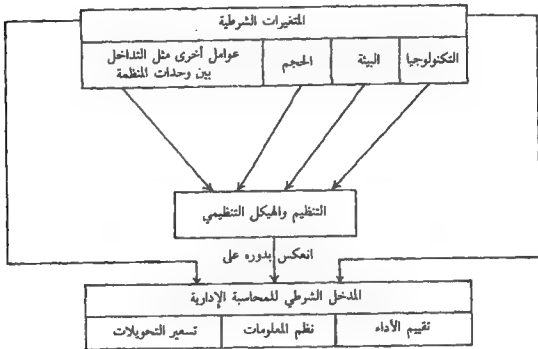 المتغيرات الشرطية
التكنولوجيا
البيئة
الحجم
عوامل أخرى مثل التداخل
بين وحدات المنظمة
التنظيم والهيكل التنظيمي
انعكس بدوره على
المدخل الشرطي للمحاسبة الإدارية
تقييم الأداء
نظم المعلومات
تسعير التحويلات